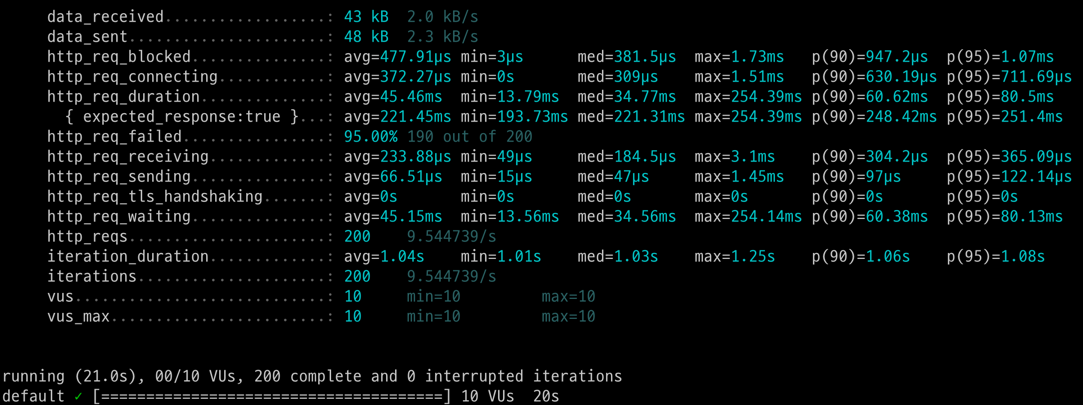 data_received..................: 43 kB  2.0 kB/s
data_sent......................: 48 kB  2.3 kB/s
http_req_blocked...............: avg=477.91µs min=3µs      med=381.5µs  max=1.73ms   p(90)=947.2µs  p(95)=1.07ms
http_req_connecting............: avg=372.27µs min=0s       med=309µs    max=1.51ms   p(90)=630.19µs p(95)=711.69µs
http_req_duration..............: avg=45.46ms  min=13.79ms  med=34.77ms  max=254.39ms p(90)=60.62ms  p(95)=80.5ms
{ expected_response:true }...: avg=221.45ms min=193.73ms med=221.31ms max=254.39ms p(90)=248.42ms p(95)=251.4ms
http_req_failed................: 95.00% 190 out of 200
http_req_receiving.............: avg=233.88µs min=49µs     med=184.5µs  max=3.1ms    p(90)=304.2µs  p(95)=365.09µs
http_req_sending...............: avg=66.51µs  min=15µs     med=47µs     max=1.45ms   p(90)=97µs     p(95)=122.14µs
http_req_tls_handshaking.......: avg=0s       min=0s       med=0s       max=0s       p(90)=0s       p(95)=0s
http_req_waiting...............: avg=45.15ms  min=13.56ms  med=34.56ms  max=254.14ms p(90)=60.38ms  p(95)=80.13ms
http_reqs......................: 200    9.544739/s
iteration_duration.............: avg=1.04s    min=1.01s    med=1.03s    max=1.25s    p(90)=1.06s    p(95)=1.08s
iterations.....................: 200    9.544739/s
vus............................: 10     min=10         max=10
vus_max........................: 10     min=10         max=10
running (21.0s), 00/10 VUs, 200 complete and 0 interrupted iterations
default ✓ [======================================] 10 VUs  20s